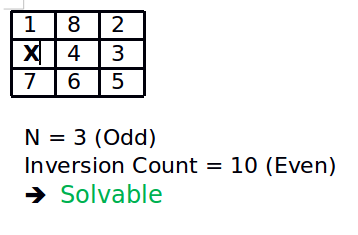 1 8 2
X 4 3
7 6 5
N = 3 (Odd)
Inversion Count = 10 (Even)
➔ Solvable